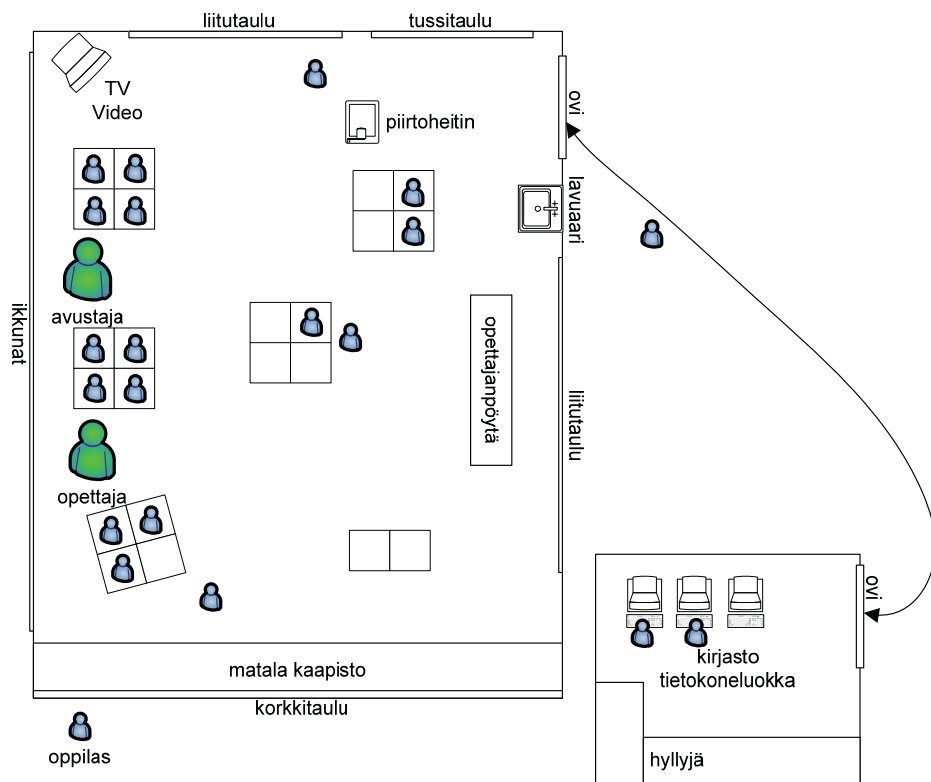 liitutaulu
tussitaulu
TV
Video
piirtoheitin
ovi
lavuaari
avustaja
ikkunat
opettajanpöytä
liitutaulu
opettaja
ovi
kirjasto
tietokoneluokka
matala kaapisto
korkkitaulu
oppilas
hyllyjä